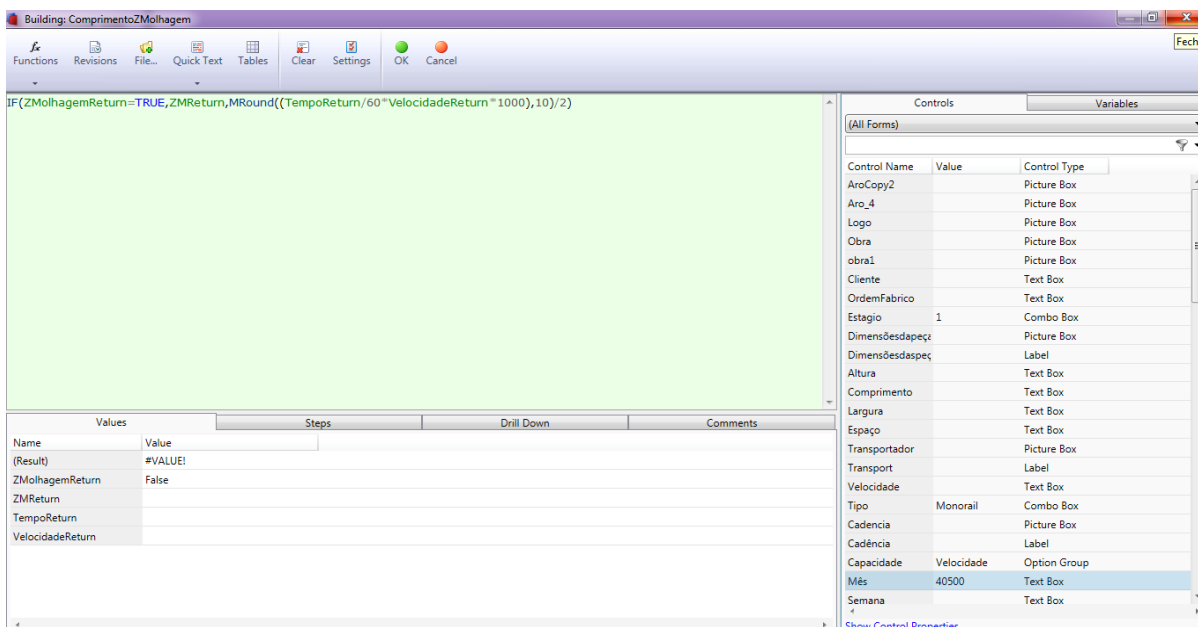 Building: ComprimentoZMolhagem
Fech
Functions Revisions File... Quick Text Tables Clear Settings OK Cancel
IF(ZMolhagemReturn=TRUE,ZMReturn,MRound((TempoReturn/60*VelocidadeReturn*1000),10)/2)
Controls Variables
(All Forms)
Control Name Value Control Type
AroCopy2 Picture Box
Aro_4 Picture Box
Logo Picture Box
Obra Picture Box
obra1 Picture Box
Cliente Text Box
OrdemFabrico Text Box
Estagio 1 Combo Box
Dimensõesdapeça Picture Box
Dimensõesdaspeç Label
Altura Text Box
Comprimento Text Box
Largura Text Box
Espaço Text Box
Transportador Picture Box
Transport Label
Velocidade Text Box
Tipo Monorail Combo Box
Cadencia Picture Box
Cadência Label
Capacidade Velocidade Option Group
Mês 40500 Text Box
Semana Text Box
Show Control Properties
Values Steps Drill Down Comments
Name Value
(Result) #VALUE!
ZMolhagemReturn False
ZMReturn
TempoReturn
VelocidadeReturn